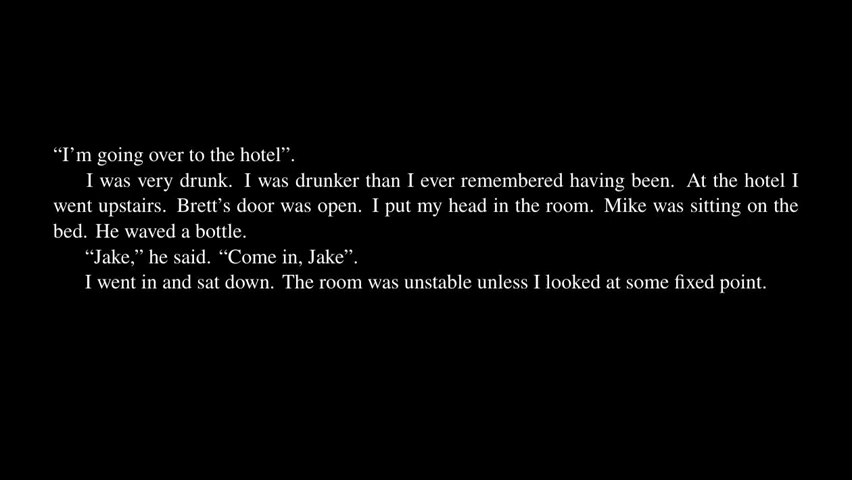 “I’m going over to the hotel”.
I was very drunk. I was drunker than I ever remembered having been. At the hotel I
went upstairs. Brett’s door was open. I put my head in the room. Mike was sitting on the
bed. He waved a bottle.
“Jake,” he said. “Come in, Jake”.
I went in and sat down. The room was unstable unless I looked at some fixed point.